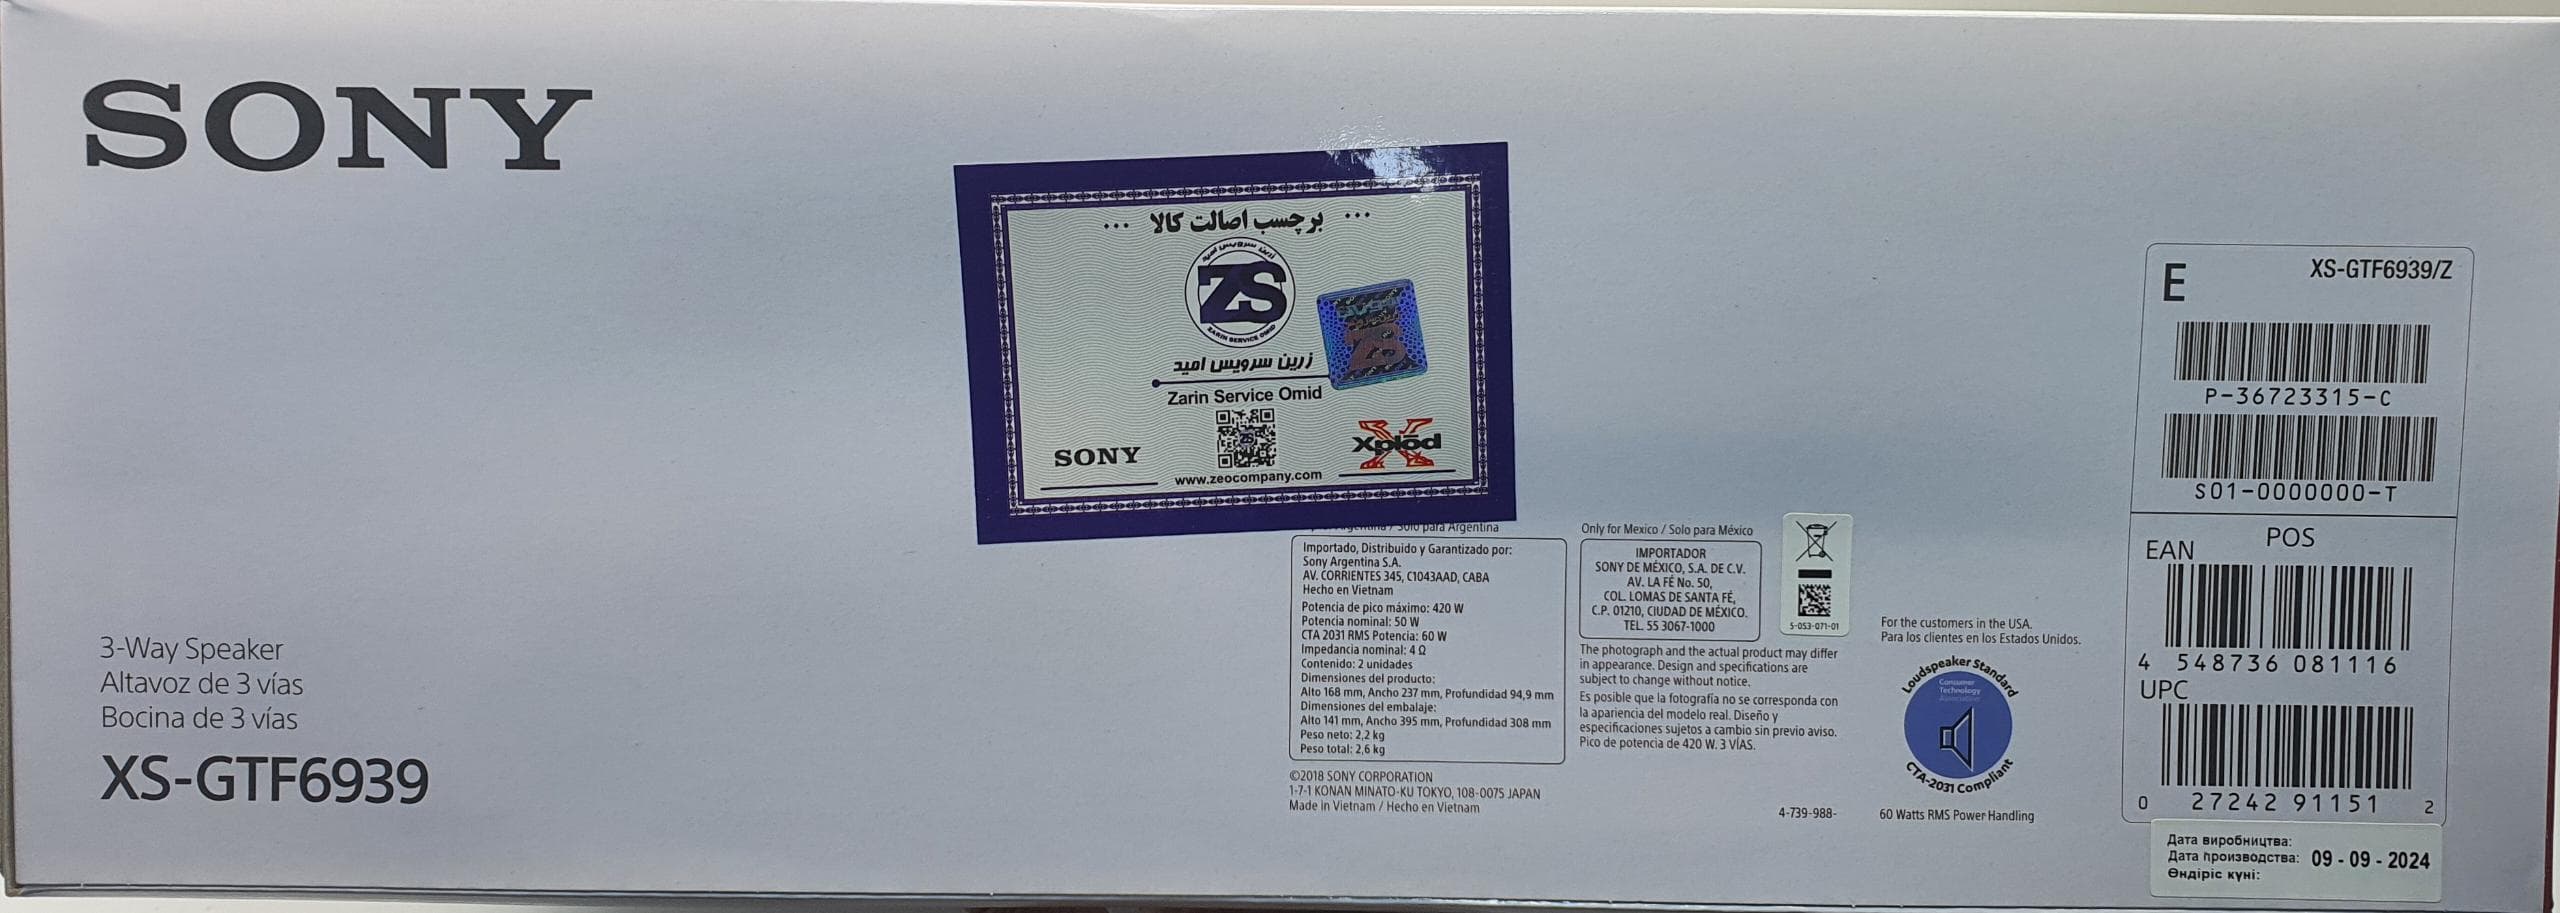 SONY
3-Way Speaker
Altavoz de 3 vías
Bocina de 3 vías
XS-GTF6939
... برچسب اصالت کالا ...
زرین سرویس امید
ZS
ZARIN SERVICE OMID
زرین سرویس امید
Zarin Service Omid
SONY
Xplōd
www.zeocompany.com
Solo para Argentina
Importado, Distribuido y Garantizado por:
Sony Argentina S.A.
AV. CORRIENTES 345, C1043AAD, CABA
Hecho en Vietnam
Potencia de pico máximo: 420 W
Potencia nominal: 50 W
CTA 2031 RMS Potencia: 60 W
Impedancia nominal: 4 Ω
Contenido: 2 unidades
Dimensiones del producto:
Alto 168 mm, Ancho 237 mm, Profundidad 94,9 mm
Dimensiones del embalaje:
Alto 141 mm, Ancho 395 mm, Profundidad 308 mm
Peso neto: 2,2 kg
Peso total: 2,6 kg
©2018 SONY CORPORATION
1-7-1 KONAN MINATO-KU TOKYO, 108-0075 JAPAN
Made in Vietnam / Hecho en Vietnam
Only for Mexico / Solo para México
IMPORTADOR
SONY DE MÉXICO, S.A. DE C.V.
AV. LA FÉ No. 50,
COL. LOMAS DE SANTA FÉ,
C.P. 01210, CIUDAD DE MÉXICO.
TEL. 55 3067-1000
The photograph and the actual product may differ
in appearance. Design and specifications are
subject to change without notice.
Es posible que la fotografía no se corresponda con
la apariencia del modelo real. Diseño y
especificaciones sujetos a cambio sin previo aviso.
Pico de potencia de 420 W. 3 VÍAS.
4-739-988-
5-053-071-01
For the customers in the USA.
Para los clientes en los Estados Unidos.
Loudspeaker Standard
Consumer
Technology
Association
CTA-2031 Compliant
60 Watts RMS Power Handling
E
XS-GTF6939/Z
P-36723315-C
S01-0000000-T
POS
EAN
4 548736 081116
UPC
0 27242 91151 2
Дата виробництва:
Дата производства: 09 - 09 - 2024
Өндіріс күні: